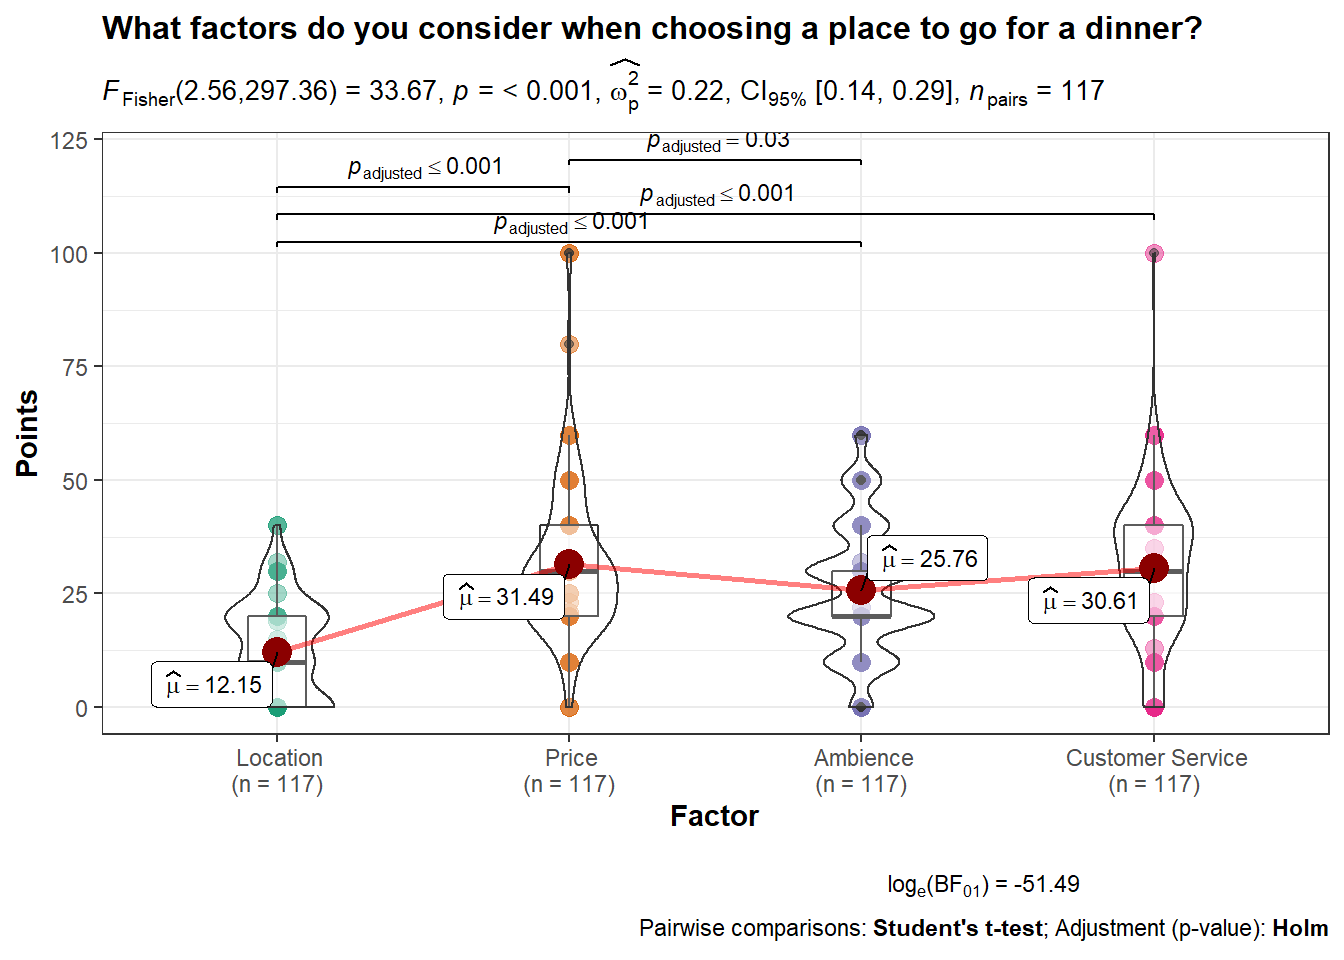 What factors do you consider when choosing a place to go for a dinner?
F Fisher(2.56,297.36) = 33.67, p = < 0.001, ω̂²p = 0.22, CI95% [0.14, 0.29], npairs = 117
Points
125
100
75
50
25
0
padjusted = 0.03
padjusted ≤ 0.001
padjusted ≤ 0.001
padjusted ≤ 0.001
μ̂ = 12.15
μ̂ = 31.49
μ̂ = 25.76
μ̂ = 30.61
Location
(n = 117)
Price
(n = 117)
Ambience
(n = 117)
Customer Service
(n = 117)
Factor
loge(BF01) = -51.49
Pairwise comparisons: Student's t-test; Adjustment (p-value): Holm